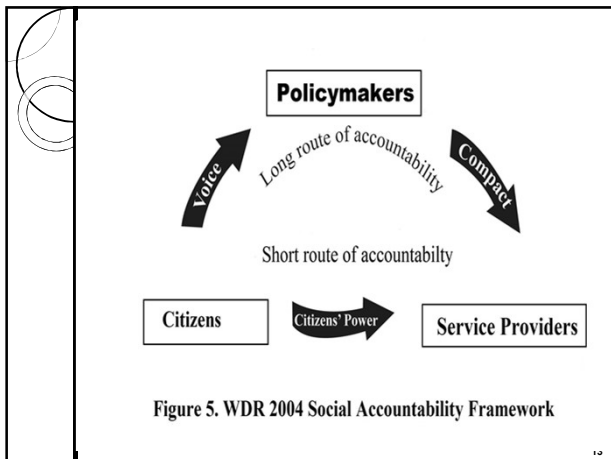 Policymakers
Long route of accountability
Voice
Compact
Short route of accountabilty
Citizens
Citizens' Power
Service Providers
Figure 5. WDR 2004 Social Accountability Framework